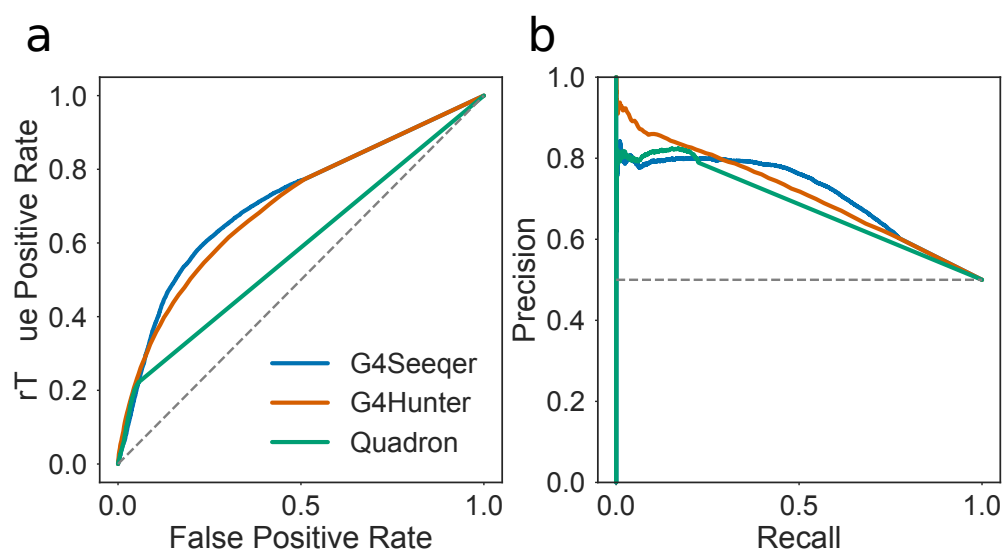 a
1.0
0.8
0.6
0.4
0.2
0.0
rT ue Positive Rate
G4Seeqer
G4Hunter
Quadron
0.0 0.5 1.0
False Positive Rate
b
1.0
0.8
0.6
0.4
0.2
0.0
Precision
0.0 0.5 1.0
Recall